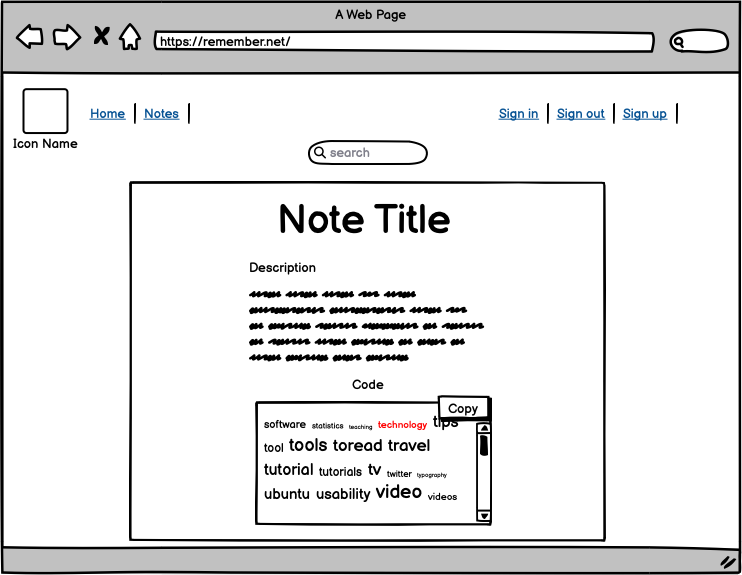 A Web Page
https://remember.net/
Home Notes Sign in Sign out Sign up
Icon Name
search
Note Title
Description
Code
Copy
software statistics teaching technology tips
tool tools toread travel
tutorial tutorials tv twitter typography
ubuntu usability video videos